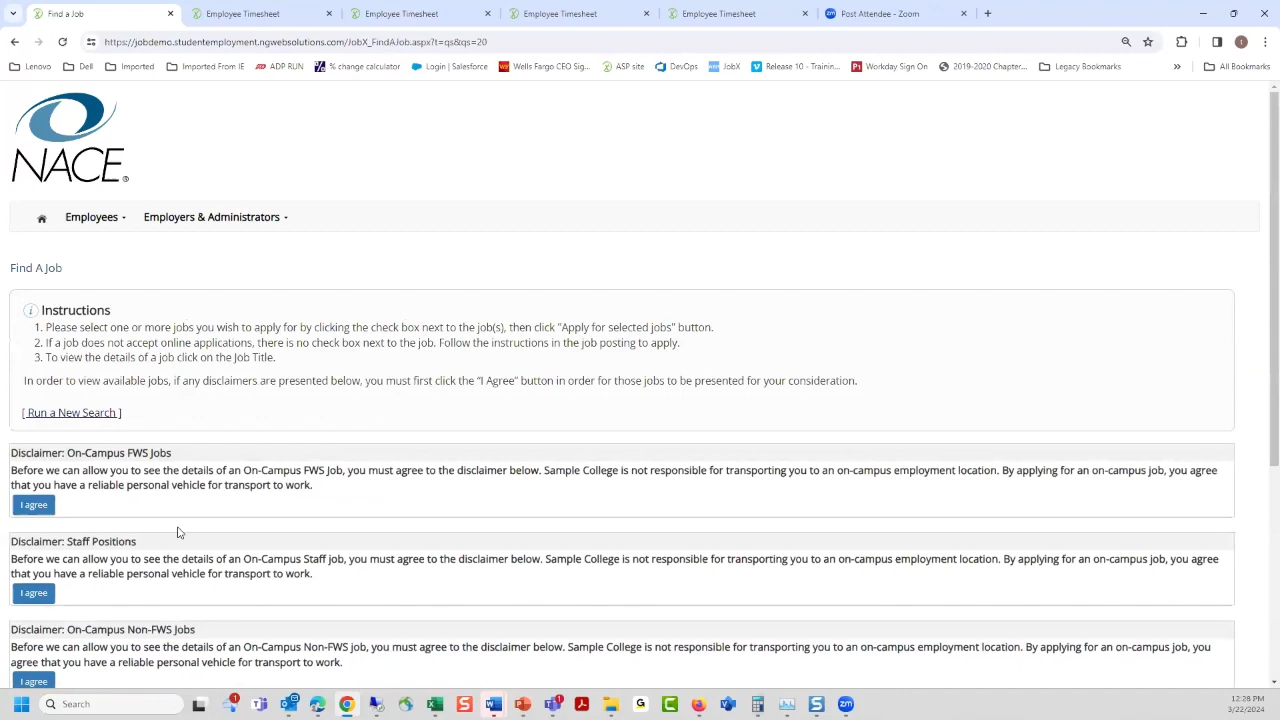 Find a Job
Employee Timesheet
Employee Timesheet
Employee Timesheet
Employee Timesheet
Post Attendee - Zoom
https://jobdemo.studentemployment.ngwebsolutions.com/JobX_FindAJob.aspx?t=qs&qs=20
Lenovo
Dell
Imported
Imported From IE
ADP RUN
% change calculator
Login | Salesforce
Wells Fargo CEO Sig...
ASP site
DevOps
JobX
Release 10 - Trainin...
Workday Sign On
2019-2020 Chapter...
Legacy Bookmarks
All Bookmarks
NACE®
Employees
Employers & Administrators
Find A Job
Instructions
1. Please select one or more jobs you wish to apply for by clicking the check box next to the job(s), then click "Apply for selected jobs" button.
2. If a job does not accept online applications, there is no check box next to the job. Follow the instructions in the job posting to apply.
3. To view the details of a job click on the Job Title.
In order to view available jobs, if any disclaimers are presented below, you must first click the "I Agree" button in order for those jobs to be presented for your consideration.
[ Run a New Search ]
Disclaimer: On-Campus FWS Jobs
Before we can allow you to see the details of an On-Campus FWS Job, you must agree to the disclaimer below. Sample College is not responsible for transporting you to an on-campus employment location. By applying for an on-campus job, you agree
that you have a reliable personal vehicle for transport to work.
I agree
Disclaimer: Staff Positions
Before we can allow you to see the details of an On-Campus Staff job, you must agree to the disclaimer below. Sample College is not responsible for transporting you to an on-campus employment location. By applying for an on-campus job, you agree
that you have a reliable personal vehicle for transport to work.
I agree
Disclaimer: On-Campus Non-FWS Jobs
Before we can allow you to see the details of an On-Campus Non-FWS job, you must agree to the disclaimer below. Sample College is not responsible for transporting you to an on-campus employment location. By applying for an on-campus job, you
agree that you have a reliable personal vehicle for transport to work.
I agree
Search
12:28 PM
3/22/2024